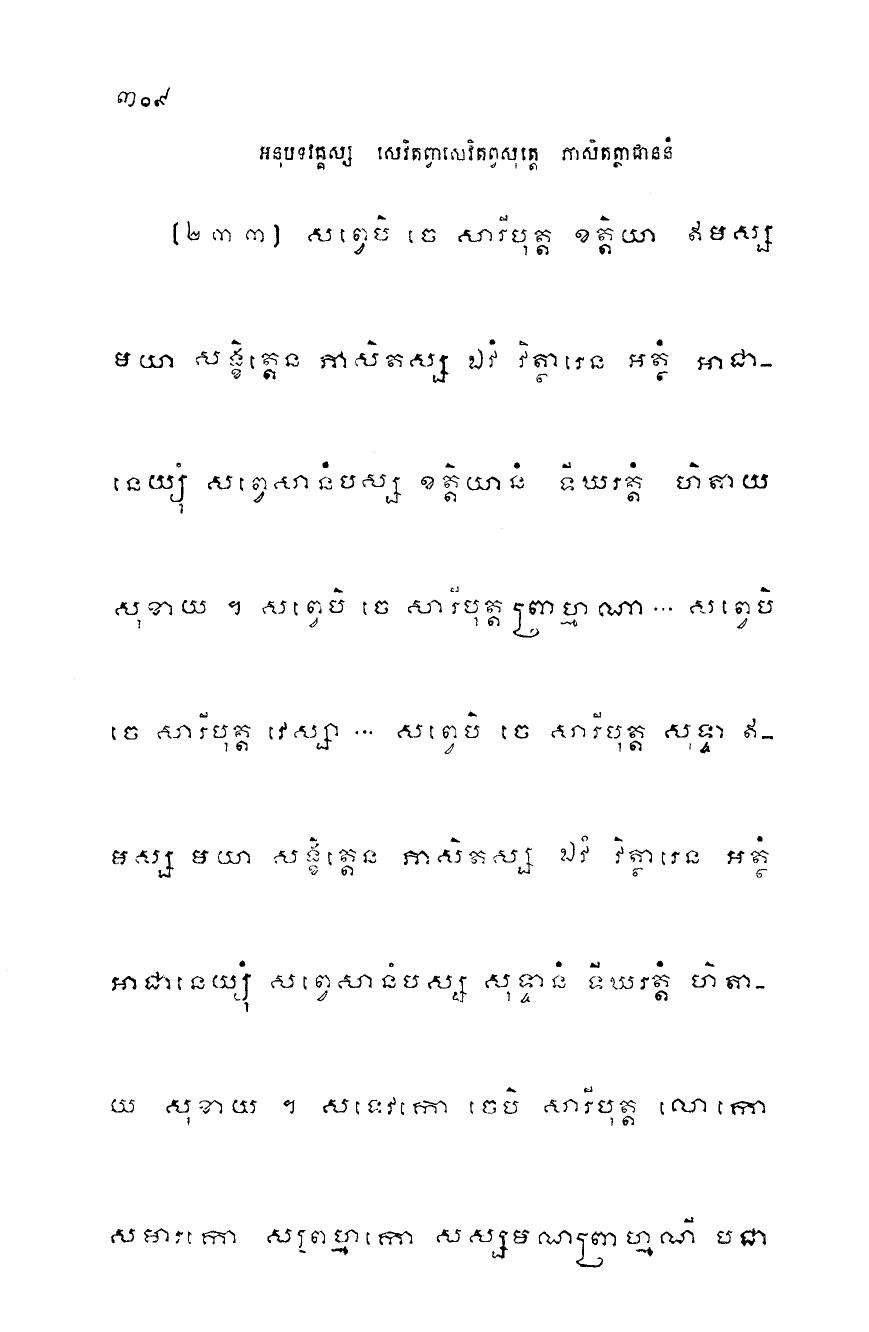 ៣០៩
អនុបទវគ្គស្ស សេវិតព្វាសេវិតព្វសុត្តេ ភាសិតត្ថាជាននំ
(២៣៣) សព្វេបិ ចេ សារីបុត្ត ខត្តិយា ឥមស្ស
មយា សង្ខិត្តេន ភាសិតស្ស ឯវំ វិត្ថារេន អត្ថំ អាជា-
នេយ្យុំ សព្វេសានំបស្ស ខត្តិយានំ ទីឃរត្តំ ហិតាយ
សុខាយ ។ សព្វេបិ ចេ សារីបុត្ត ព្រាហ្មណា ... សព្វេបិ
ចេ សារីបុត្ត វេស្សា ... សព្វេបិ ចេ សារីបុត្ត សុទ្ទា ឥ-
មស្ស មយា សង្ខិត្តេន ភាសិតស្ស ឯវំ វិត្ថារេន អត្ថំ
អាជានេយ្យុំ សព្វេសានំបស្ស សុទ្ទានំ ទីឃរត្តំ ហិតា-
យ សុខាយ ។ សទេវកោ ចេបិ សារីបុត្ត លោកោ
សមារកោ សព្រហ្មកោ សស្សមណព្រាហ្មណី បជា